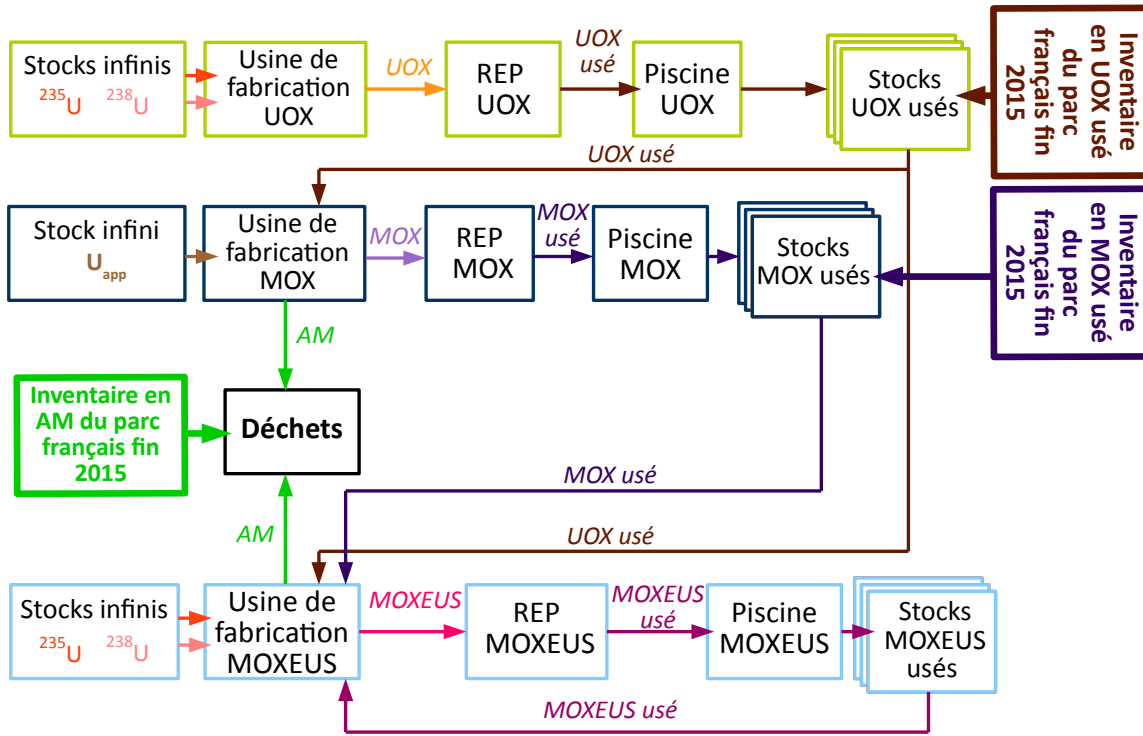 Stocks infinis
²³⁵U ²³⁸U
Usine de
fabrication
UOX
UOX
REP
UOX
UOX
usé
Piscine
UOX
Stocks
UOX usés
Inventaire
en UOX usé
du parc
français fin
2015
UOX usé
Stock infini
U_app
Usine de
fabrication
MOX
MOX
REP
MOX
MOX
usé
Piscine
MOX
Stocks
MOX usés
Inventaire
en MOX usé
du parc
français fin
2015
AM
Inventaire en
AM du parc
français fin
2015
Déchets
MOX usé
AM
UOX usé
Stocks infinis
²³⁵U ²³⁸U
Usine de
fabrication
MOXEUS
MOXEUS
REP
MOXEUS
MOXEUS
usé
Piscine
MOXEUS
Stocks
MOXEUS
usés
MOXEUS usé